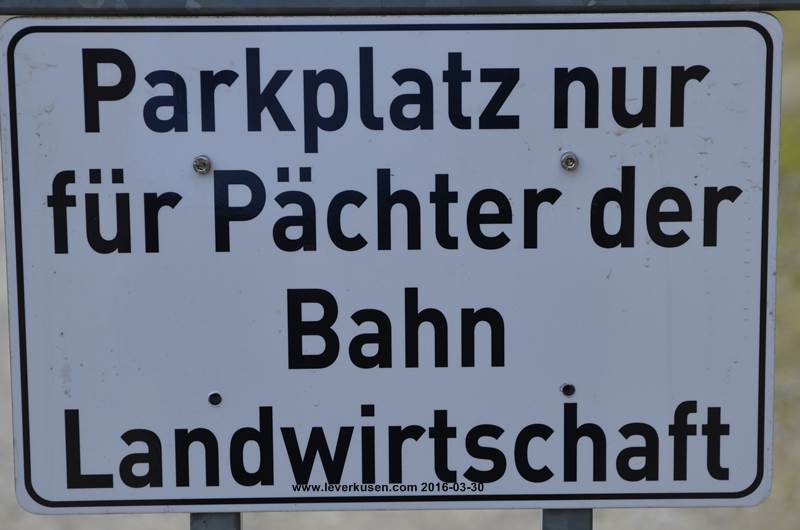 Parkplatz nur
für Pächter der
Bahn
Landwirtschaft
www.leverkusen.com 2016-03-30